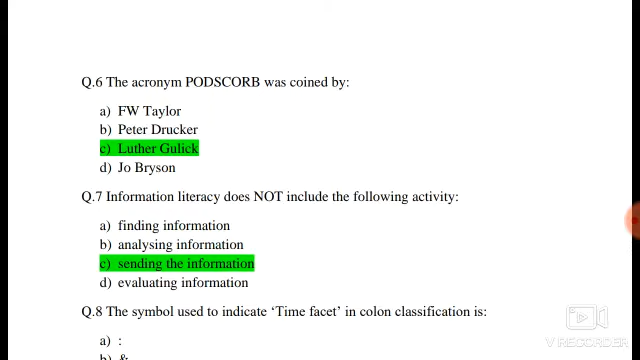 Q.6 The acronym PODSCORB was coined by:
a) FW Taylor
b) Peter Drucker
c) Luther Gulick
d) Jo Bryson
Q.7 Information literacy does NOT include the following activity:
a) finding information
b) analysing information
c) sending the information
d) evaluating information
Q.8 The symbol used to indicate ‘Time facet’ in colon classification is:
a) :
b) &
V RECORDER